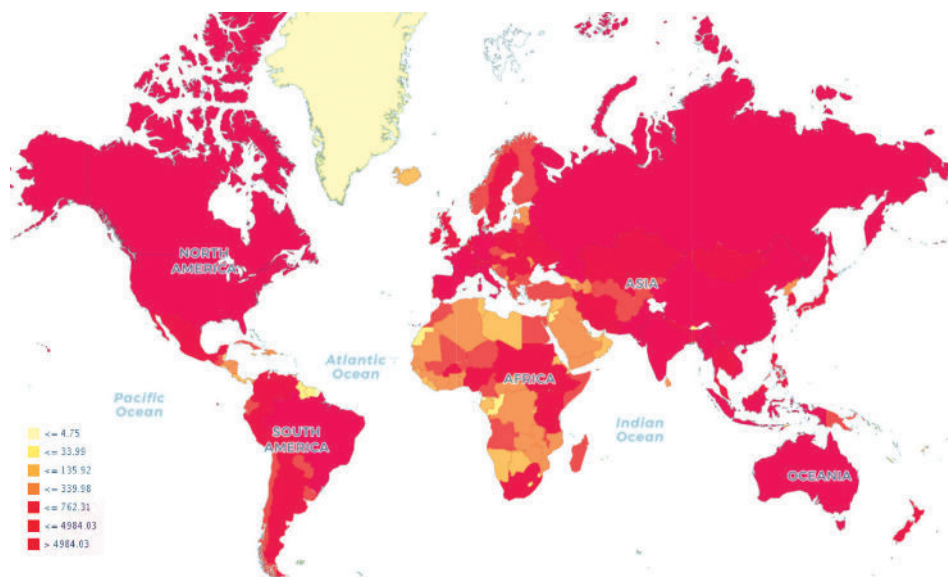 NORTH
AMERICA
ASIA
Atlantic
Ocean
AFRICA
Pacific
Ocean
Indian
Ocean
SOUTH
AMERICA
OCEANIA
<= 4.75
<= 33.99
<= 135.92
<= 339.98
<= 762.31
<= 4984.03
> 4984.03